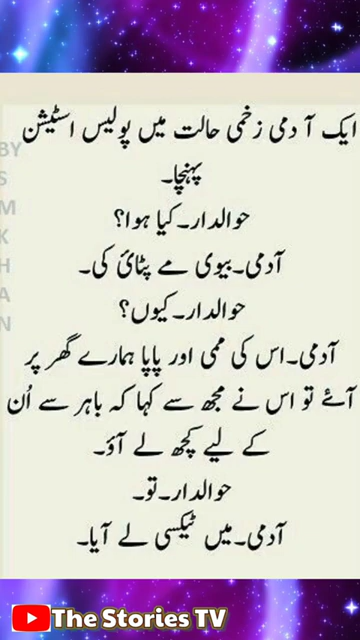 ایک آدمی زخمی حالت میں پولیس اسٹیشن
پہنچا۔
حوالدار۔کیا ہوا؟
آدمی۔بیوی مے پٹائ کی۔
حوالدار۔کیوں؟
آدمی۔اس کی ممی اور پاپا ہمارے گھر پر
آۓ تو اس نے مجھ سے کہا کہ باہر سے اُن
کے لیے کچھ لے آؤ۔
حوالدار۔تو۔
آدمی۔میں ٹیکسی لے آیا۔
BY
S
M
K
H
A
N
The Stories TV